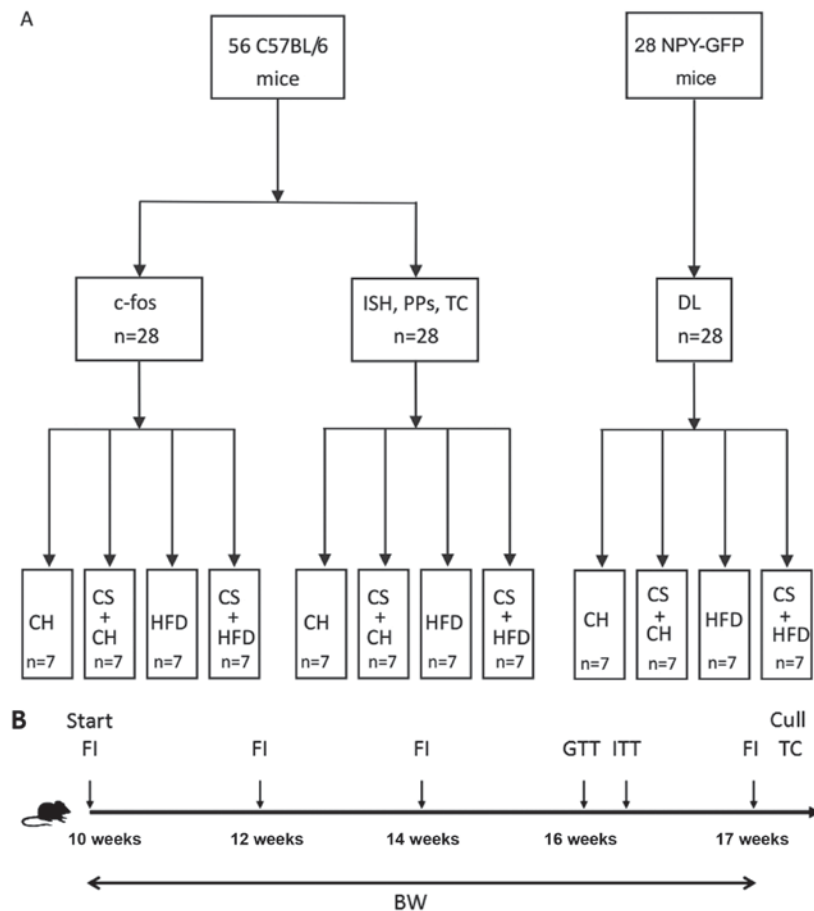 A
56 C57BL/6
mice
28 NPY-GFP
mice
c-fos
n=28
ISH, PPs, TC
n=28
DL
n=28
CH
n=7
CS
+
CH
n=7
HFD
n=7
CS
+
HFD
n=7
CH
n=7
CS
+
CH
n=7
HFD
n=7
CS
+
HFD
n=7
CH
n=7
CS
+
CH
n=7
HFD
n=7
CS
+
HFD
n=7
B
Start
Cull
FI FI FI GTT ITT FI TC
10 weeks 12 weeks 14 weeks 16 weeks 17 weeks
BW